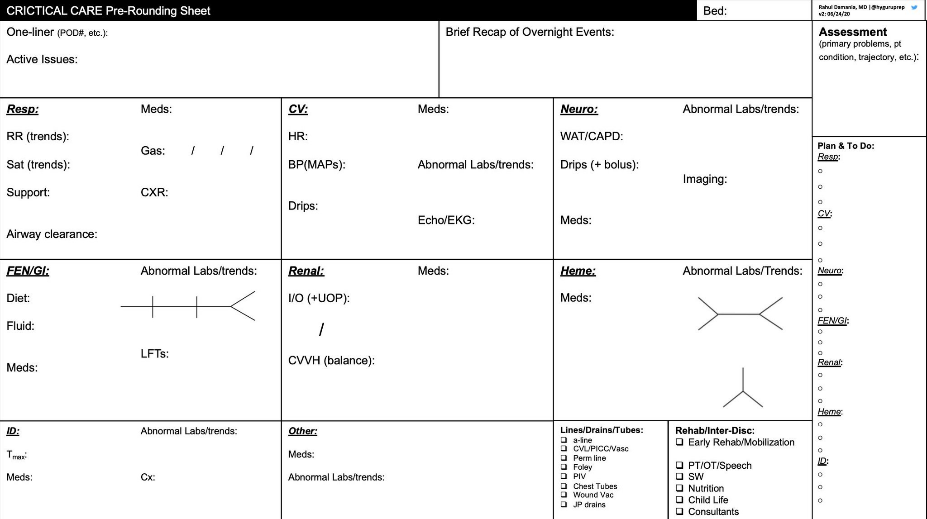 CRICTICAL CARE Pre-Rounding Sheet
Bed:
Rahul Damania, MD | @hyguruprep
v2: 06/24/20
One-liner (POD#, etc.):
Active Issues:
Brief Recap of Overnight Events:
Assessment
(primary problems, pt
condition, trajectory, etc.):
Resp:
Meds:
RR (trends):
Gas: / / /
Sat (trends):
Support:
CXR:
Airway clearance:
CV:
Meds:
HR:
BP(MAPs):
Abnormal Labs/trends:
Drips:
Echo/EKG:
Neuro:
Abnormal Labs/trends:
WAT/CAPD:
Drips (+ bolus):
Imaging:
Meds:
FEN/GI:
Abnormal Labs/trends:
Diet:
Fluid:
LFTs:
Meds:
Renal:
Meds:
I/O (+UOP):
/
CVVH (balance):
Heme:
Abnormal Labs/Trends:
Meds:
ID:
Abnormal Labs/trends:
Tmax:
Meds:
Cx:
Other:
Meds:
Abnormal Labs/trends:
Lines/Drains/Tubes:
a-line
CVL/PICC/Vasc
Perm line
Foley
PIV
Chest Tubes
Wound Vac
JP drains
Rehab/Inter-Disc:
Early Rehab/Mobilization
PT/OT/Speech
SW
Nutrition
Child Life
Consultants
Plan & To Do:
Resp:
CV:
Neuro:
FEN/GI:
Renal:
Heme:
ID: